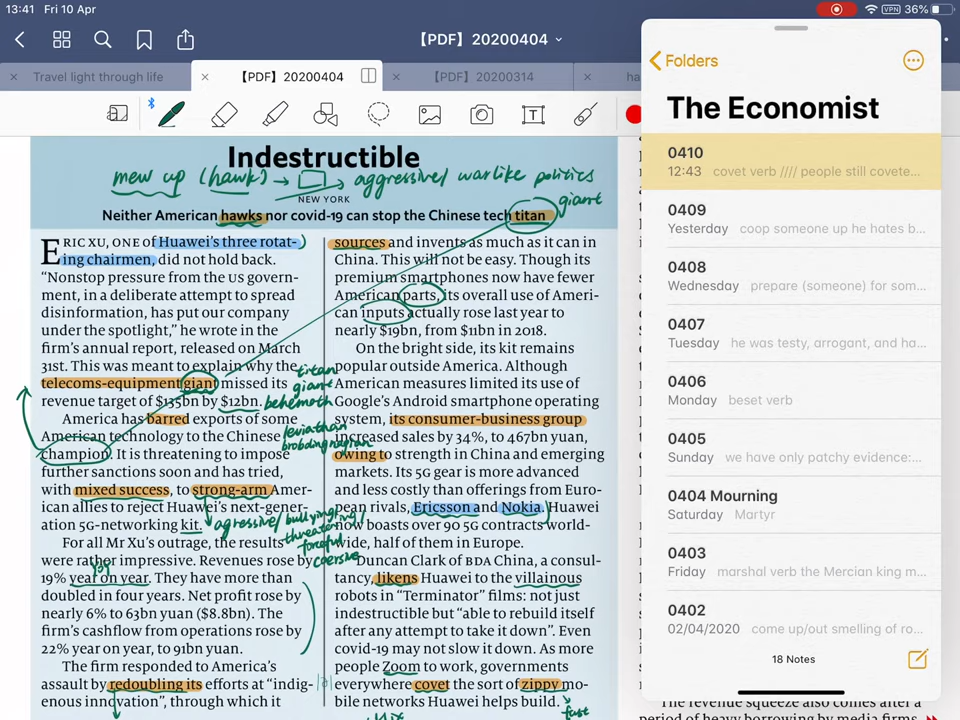 13:41 Fri 10 Apr
VPN 36%
【PDF】20200404
Travel light through life
【PDF】20200404
【PDF】20200314
ha
T
Indestructible
mew up (hawk) → aggressive/warlike politics
NEW YORK
giant
Neither American hawks nor covid-19 can stop the Chinese tech titan
ERIC XU, ONE of Huawei's three rotat-
ing chairmen, did not hold back.
"Nonstop pressure from the US govern-
ment, in a deliberate attempt to spread
disinformation, has put our company
under the spotlight," he wrote in the
firm's annual report, released on March
31st. This was meant to explain why the
telecoms-equipment giant missed its
revenue target of $135bn by $12bn.
titan
giant
behemoth
America has barred exports of some
American technology to the Chinese
leviathan
brobdingnagian
champion. It is threatening to impose
further sanctions soon and has tried,
with mixed success, to strong-arm Amer-
ican allies to reject Huawei's next-gener-
ation 5G-networking kit.
agressive/bullying/
threatening
forceful
coersive
For all Mr Xu's outrage, the results
were rather impressive. Revenues rose by
yoy
19% year on year. They have more than
doubled in four years. Net profit rose by
nearly 6% to 63bn yuan ($8.8bn). The
firm's cashflow from operations rose by
22% year on year, to 91bn yuan.
The firm responded to America's
assault by redoubling its efforts at "indig-
enous innovation", through which it
sources and invents as much as it can in
China. This will not be easy. Though its
premium smartphones now have fewer
American parts, its overall use of Ameri-
can inputs actually rose last year to
nearly $19bn, from $11bn in 2018.
On the bright side, its kit remains
popular outside America. Although
American measures limited its use of
Google's Android smartphone operating
system, its consumer-business group
increased sales by 34%, to 467bn yuan,
owing to strength in China and emerging
markets. Its 5G gear is more advanced
and less costly than offerings from Euro-
pean rivals, Ericsson and Nokia. Huawei
now boasts over 90 5G contracts world-
wide, half of them in Europe.
Duncan Clark of BDA China, a consul-
tancy, likens Huawei to the villainous
robots in "Terminator" films: not just
indestructible but "able to rebuild itself
after any attempt to take it down". Even
covid-19 may not slow it down. As more
people Zoom to work, governments
everywhere covet the sort of zippy mo-
bile networks Huawei helps build.
fast
The revenue squeeze also comes after a
period of heavy borrowing by media firms.
Folders
The Economist
0410
12:43 covet verb //// people still covete...
0409
Yesterday coop someone up he hates b...
0408
Wednesday prepare (someone) for som...
0407
Tuesday he was testy, arrogant, and ha...
0406
Monday beset verb
0405
Sunday we have only patchy evidence:...
0404 Mourning
Saturday Martyr
0403
Friday marshal verb the Mercian king m...
0402
02/04/2020 come up/out smelling of ro...
18 Notes